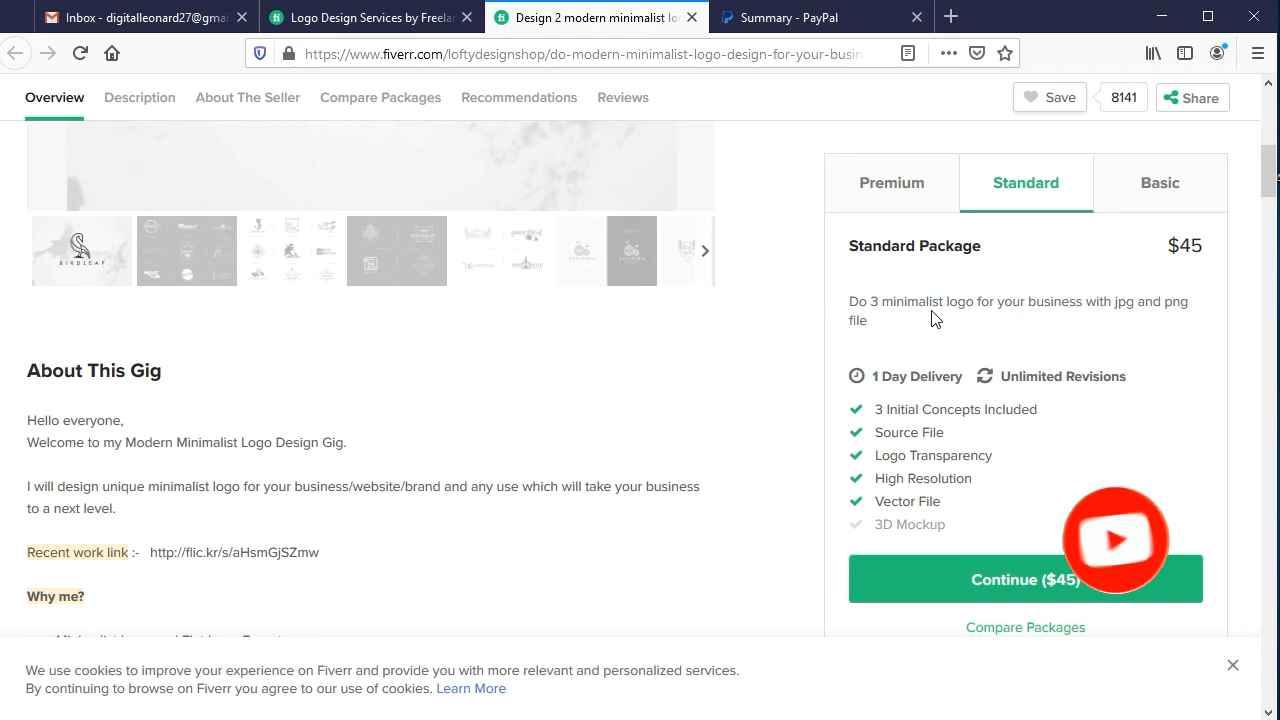 Inbox - digitalleonard27@gmai
Logo Design Services by Freelan
Design 2 modern minimalist lo
Summary - PayPal
https://www.fiverr.com/loftydesignshop/do-modern-minimalist-logo-design-for-your-busin
Overview
Description
About The Seller
Compare Packages
Recommendations
Reviews
Save
8141
Share
Premium
Standard
Basic
BIRDLEAF
Standard Package
$45
Do 3 minimalist logo for your business with jpg and png
file
1 Day Delivery
Unlimited Revisions
3 Initial Concepts Included
Source File
Logo Transparency
High Resolution
Vector File
3D Mockup
Continue ($45)
Compare Packages
About This Gig
Hello everyone,
Welcome to my Modern Minimalist Logo Design Gig.
I will design unique minimalist logo for your business/website/brand and any use which will take your business
to a next level.
Recent work link :- http://flic.kr/s/aHsmGjSZmw
Why me?
We use cookies to improve your experience on Fiverr and provide you with more relevant and personalized services.
By continuing to browse on Fiverr you agree to our use of cookies. Learn More